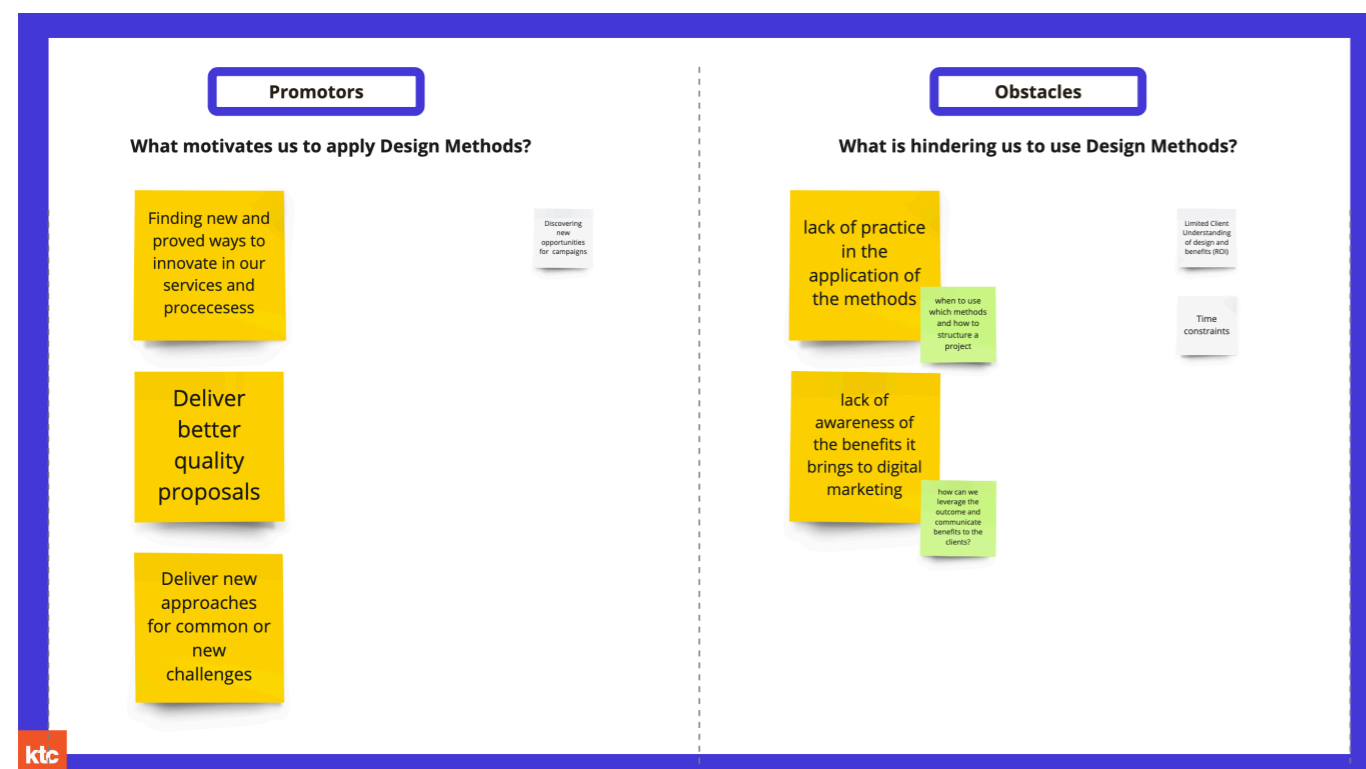 Promotors
What motivates us to apply Design Methods?
Finding new and
proved ways to
innovate in our
services and
procecesess
Discovering
new
opportunities
for campaigns
Deliver
better
quality
proposals
Deliver new
approaches
for common or
new
challenges
Obstacles
What is hindering us to use Design Methods?
lack of practice
in the
application of
the methods
when to use
which methods
and how to
structure a
project
Limited Client
Understanding
of design and
benefits (ROI)
Time
constraints
lack of
awareness of
the benefits it
brings to digital
marketing
how can we
leverage the
outcome and
communicate
benefits to the
clients?
ktc